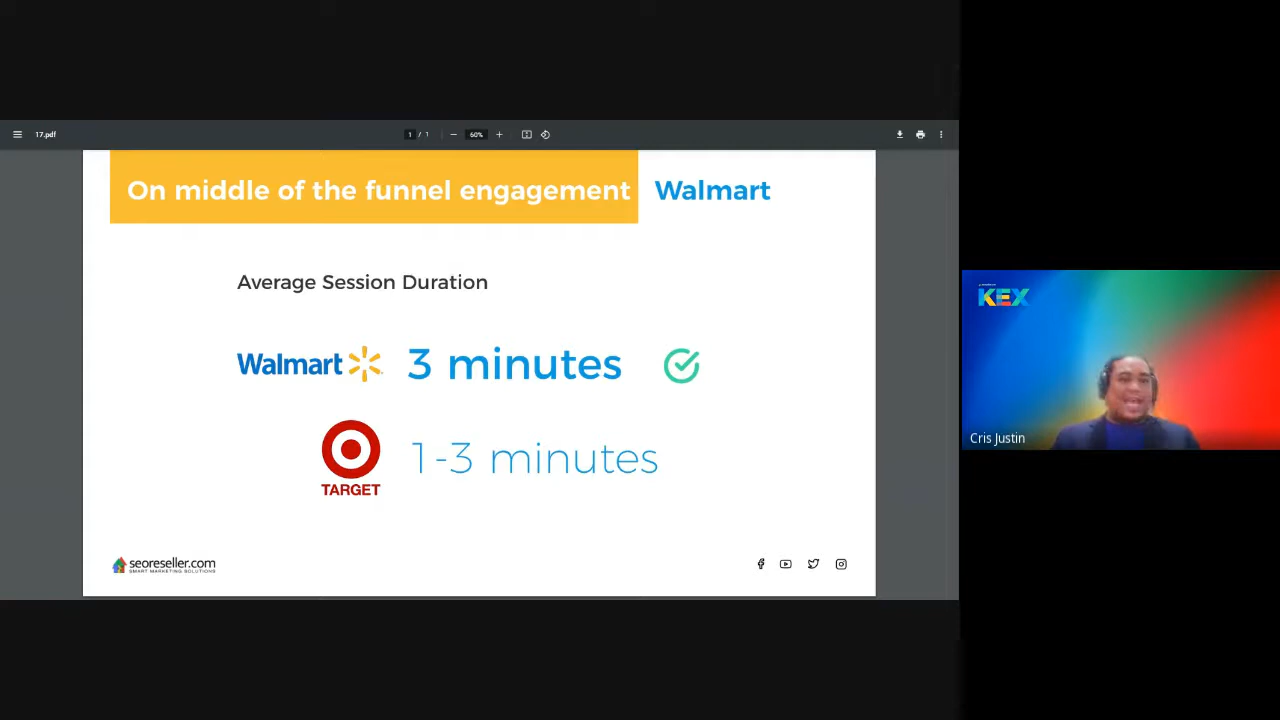 17.pdf
1 / 1
60%
On middle of the funnel engagement
Walmart
Average Session Duration
Walmart 3 minutes
TARGET
1-3 minutes
seoreseller.com
SMART MARKETING SOLUTIONS
KEX
Cris Justin